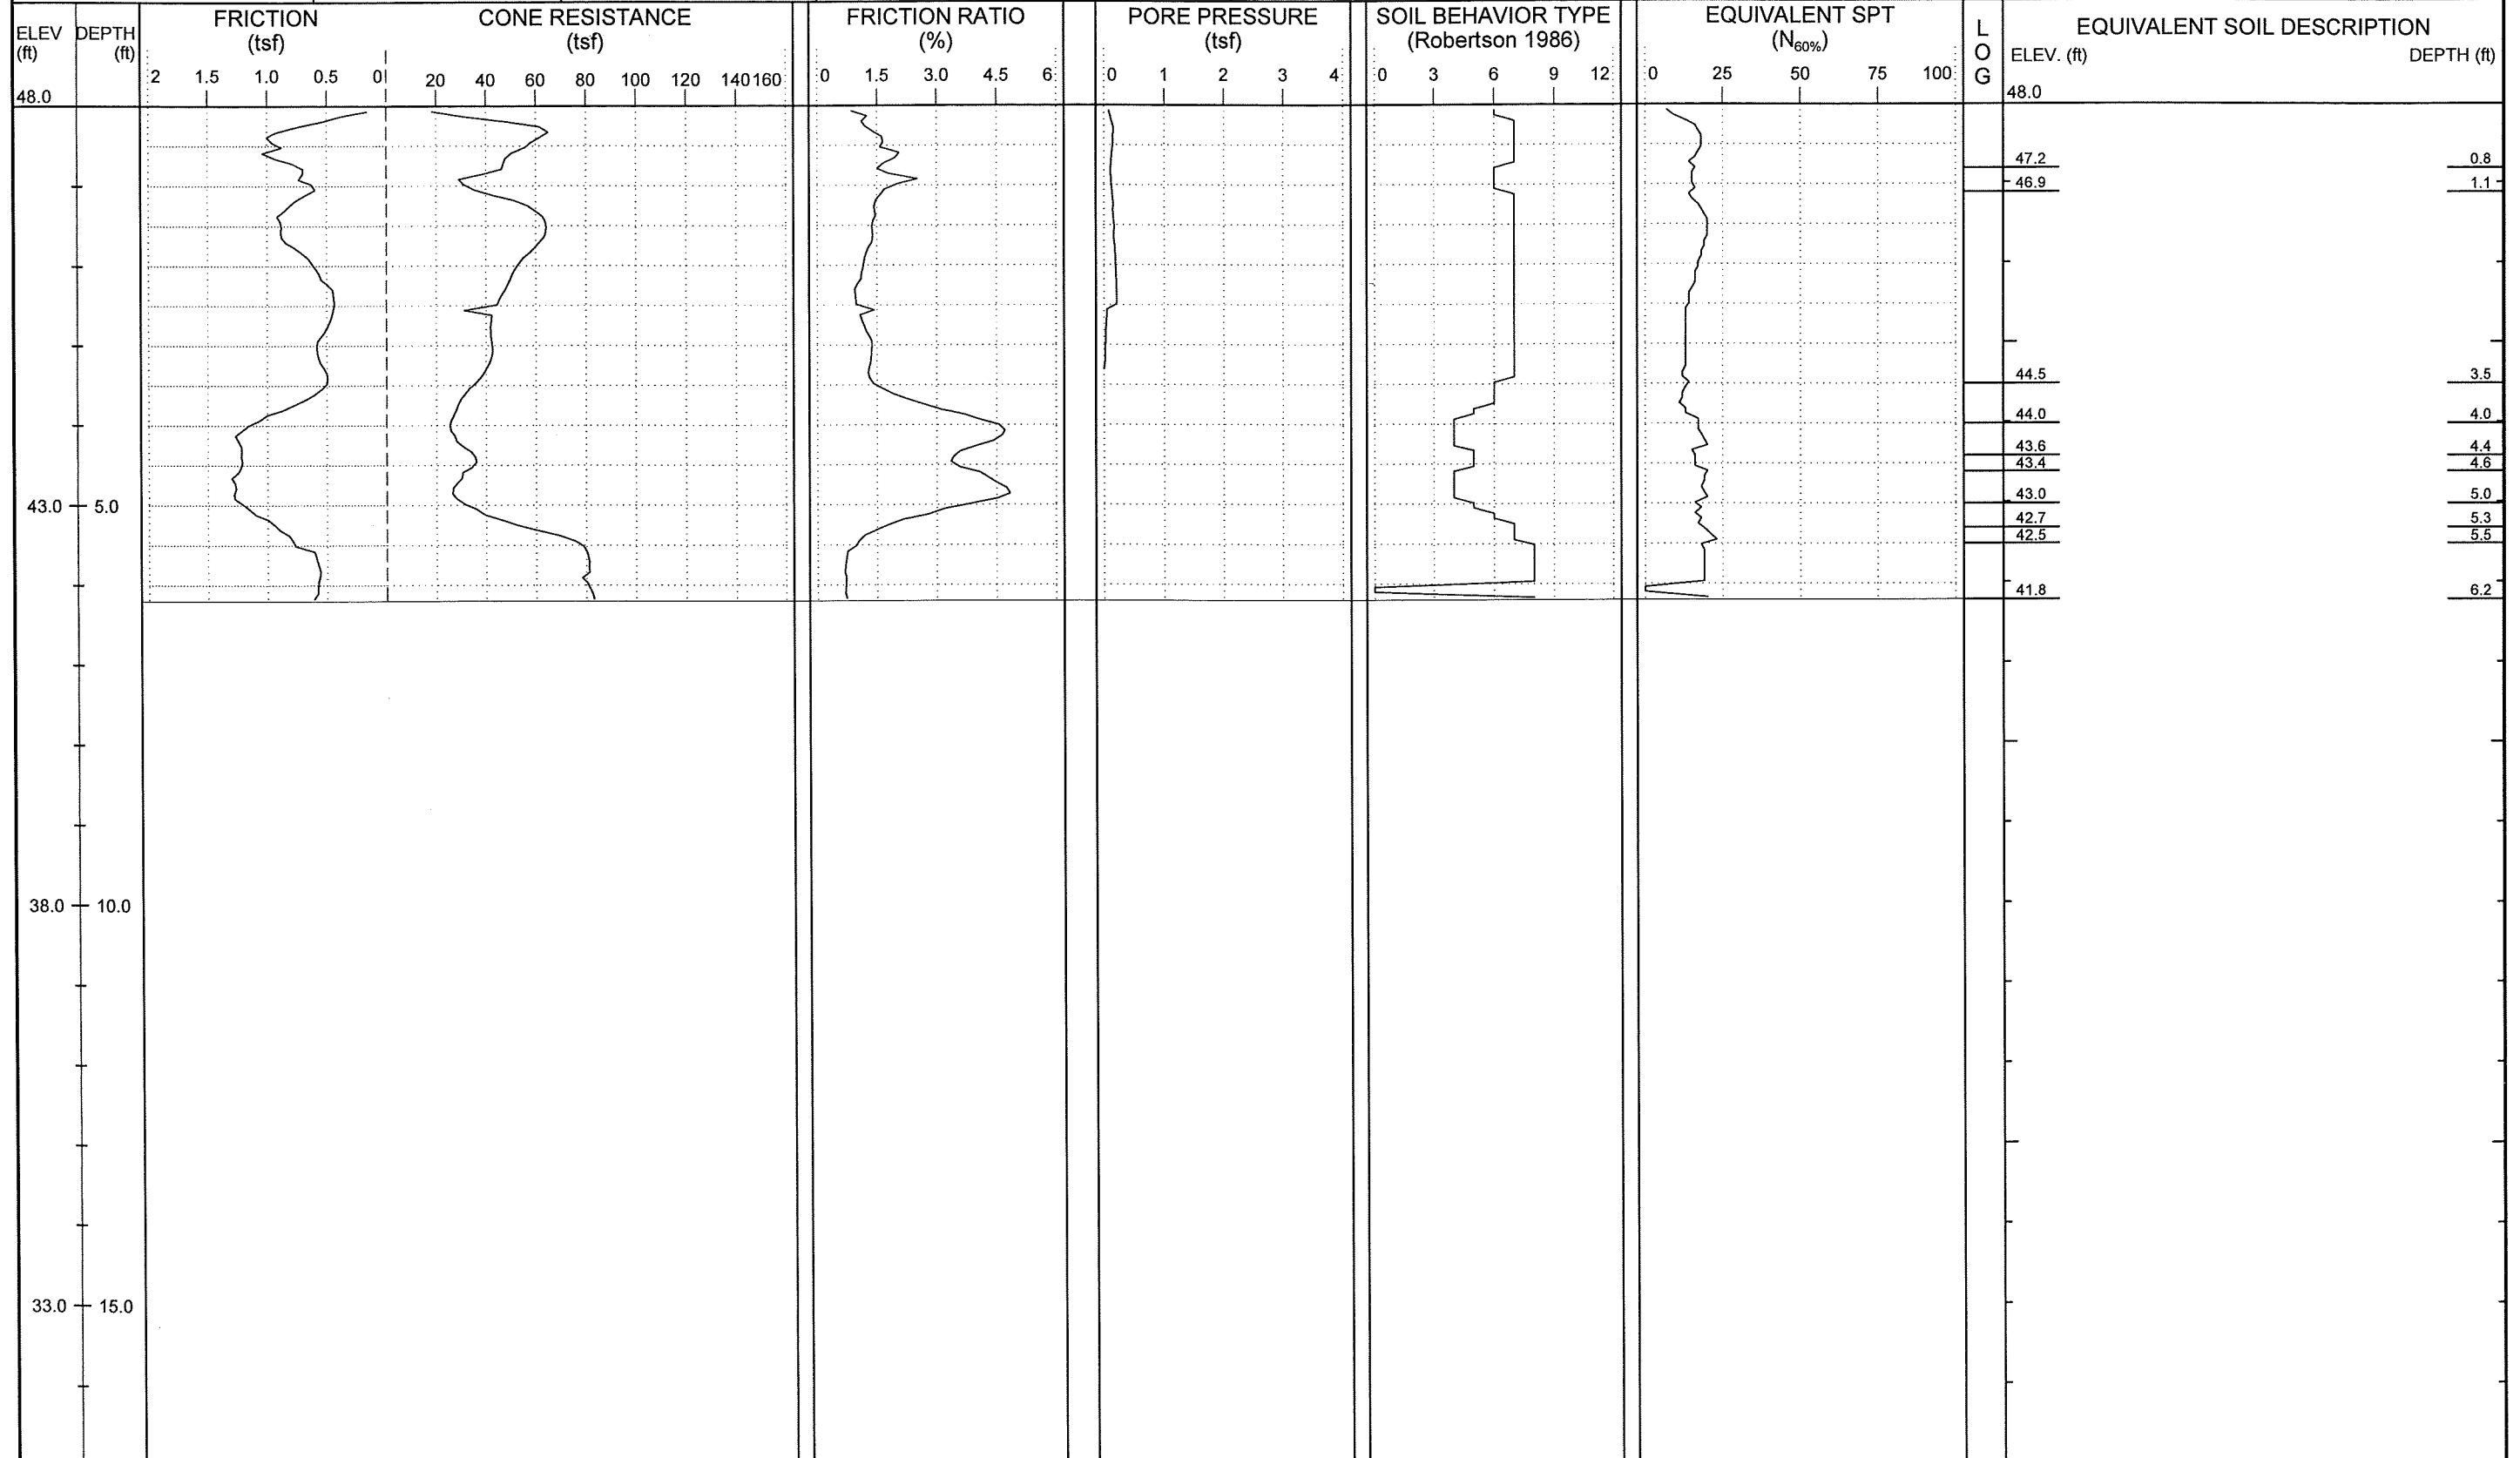 ELEV (ft)
DEPTH (ft)
FRICTION
(tsf)
2 1.5 1.0 0.5 0
CONE RESISTANCE
(tsf)
20 40 60 80 100 120 140 160
FRICTION RATIO
(%)
0 1.5 3.0 4.5 6
PORE PRESSURE
(tsf)
0 1 2 3 4
SOIL BEHAVIOR TYPE
(Robertson 1986)
0 3 6 9 12
EQUIVALENT SPT
(N60%)
0 25 50 75 100
L
O
G
EQUIVALENT SOIL DESCRIPTION
ELEV. (ft) DEPTH (ft)
48.0
48.0
47.2 0.8
46.9 1.1
44.5 3.5
44.0 4.0
43.6 4.4
43.4 4.6
43.0 5.0
42.7 5.3
42.5 5.5
41.8 6.2
43.0 5.0
38.0 10.0
33.0 15.0